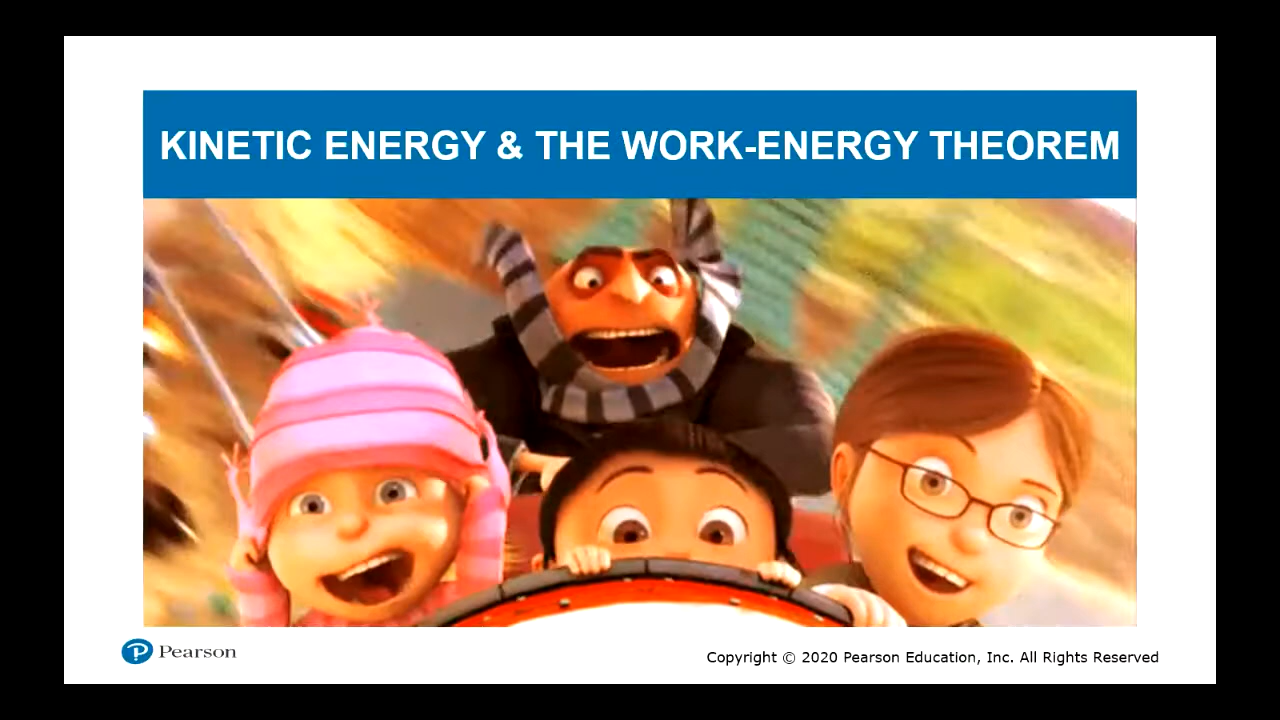 KINETIC ENERGY & THE WORK-ENERGY THEOREM
Pearson
Copyright © 2020 Pearson Education, Inc. All Rights Reserved